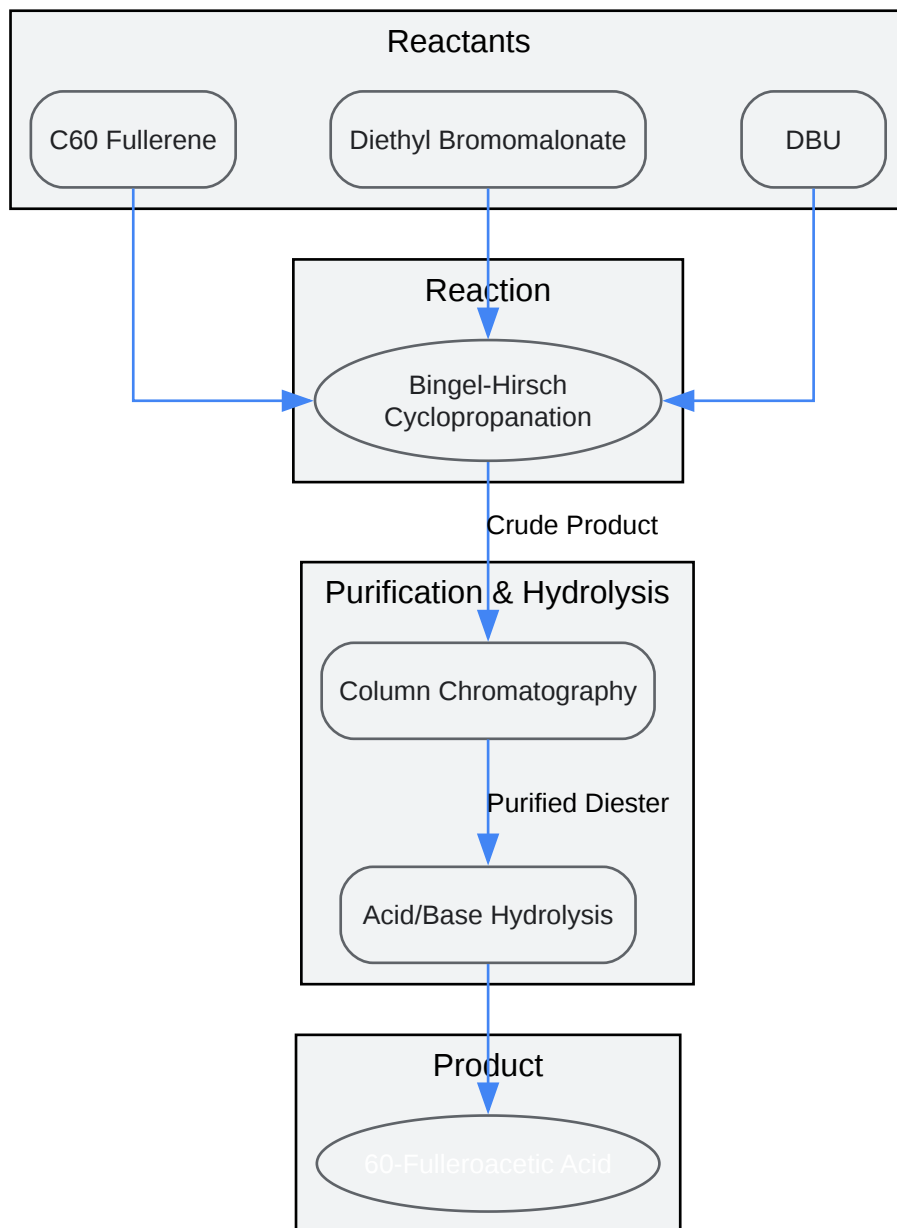 Reactants
C60 Fullerene
Diethyl Bromomalonate
DBU
Reaction
Bingel-Hirsch
Cyclopropanation
Crude Product
Purification & Hydrolysis
Column Chromatography
Purified Diester
Acid/Base Hydrolysis
Product
60-Fulleroacetic Acid